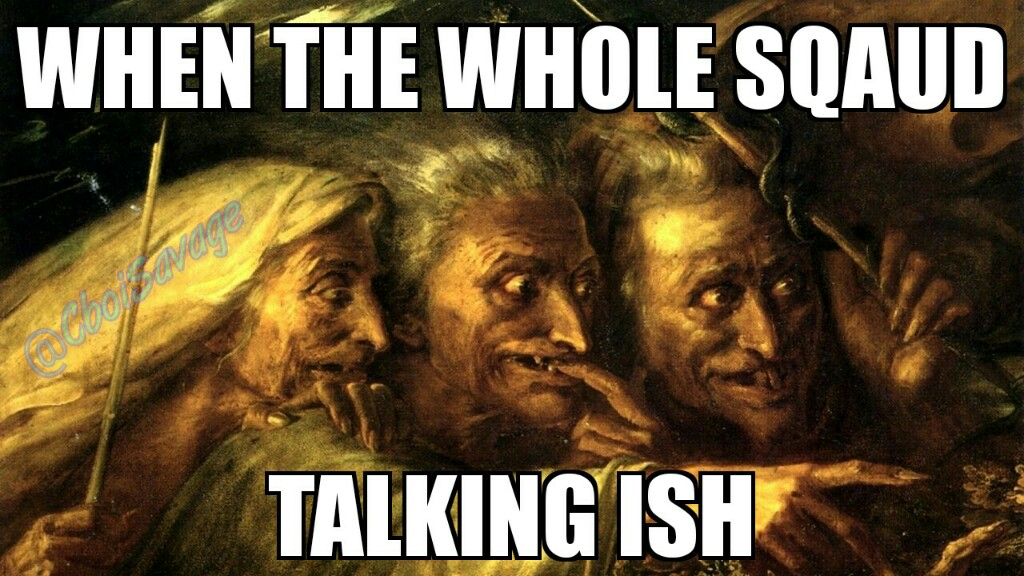 WHEN THE WHOLE SQAUD
@CboiSavage
TALKING ISH